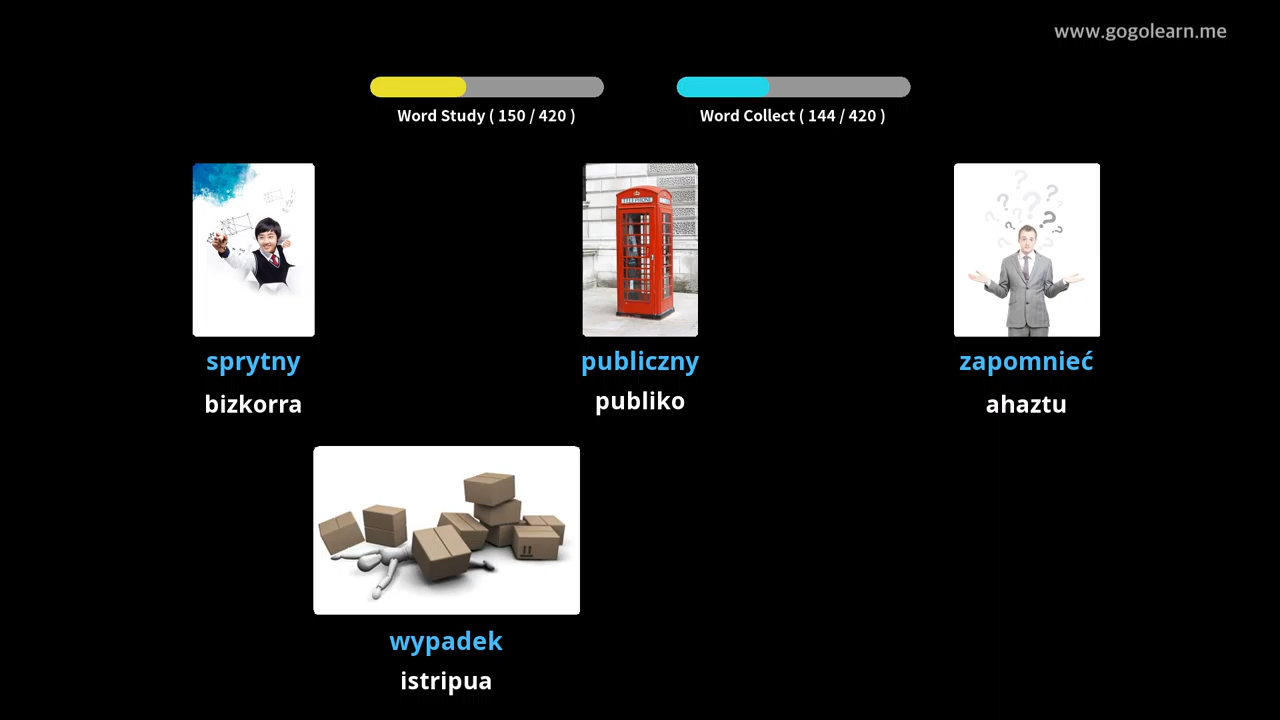 www.gogolearn.me
Word Study ( 150 / 420 )
Word Collect ( 144 / 420 )
TELEPHONE
sprytny
publiczny
zapomnieć
bizkorra
publiko
ahaztu
wypadek
istripua